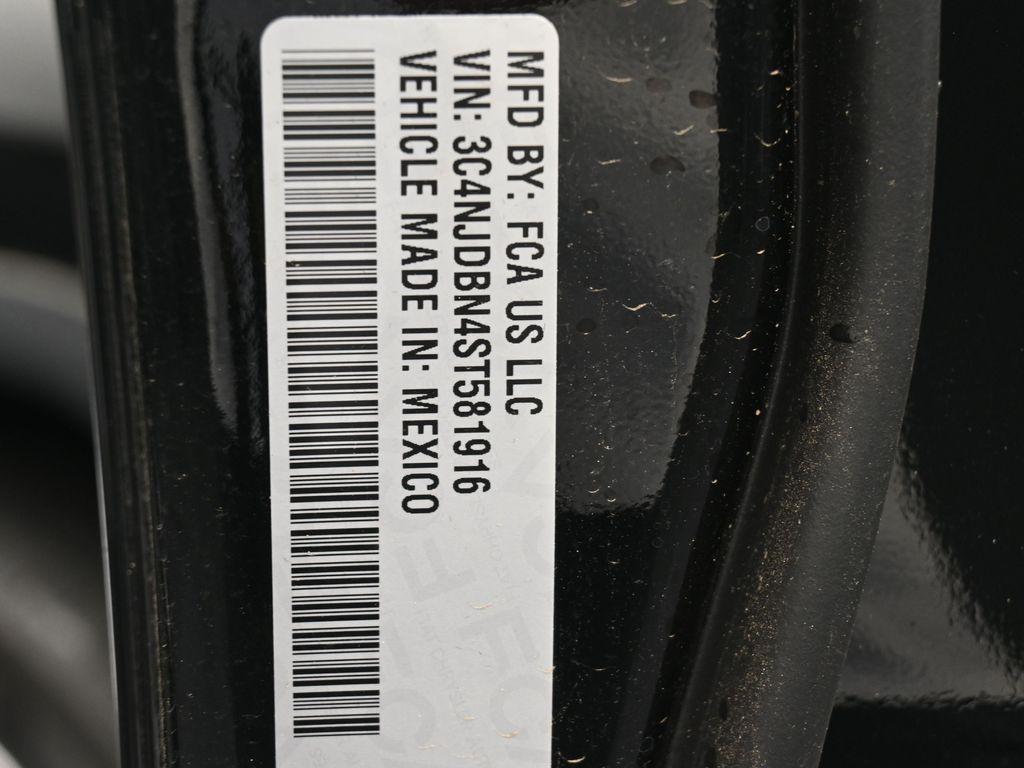 MFD BY: FCA US LLC
VIN: 3C4NJDBN4ST581916
VEHICLE MADE IN: MEXICO